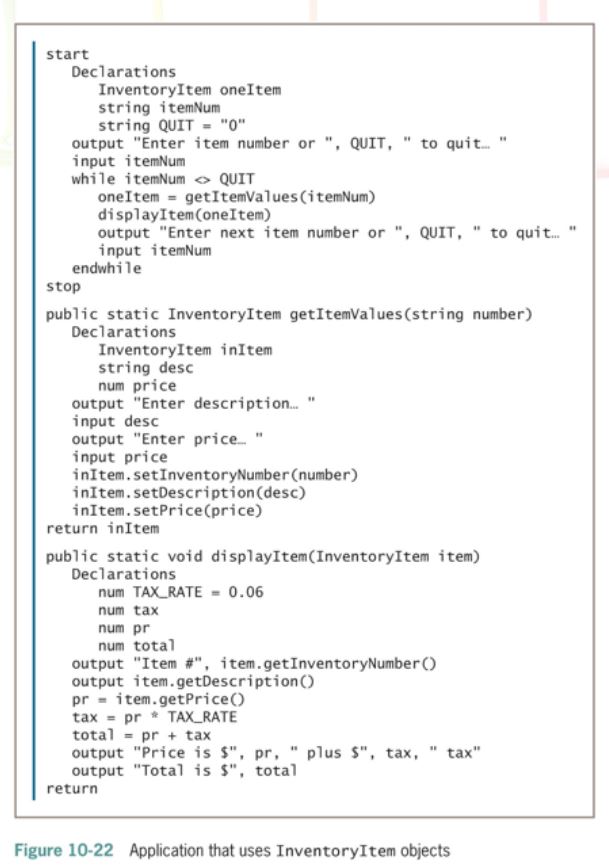 start
Declarations
InventoryItem oneItem
string itemNum
string QUIT = "0"
output "Enter item number or ", QUIT, " to quit… "
input itemNum
while itemNum <> QUIT
oneItem = getItemValues(itemNum)
displayItem(oneItem)
output "Enter next item number or ", QUIT, " to quit… "
input itemNum
endwhile
stop
public static InventoryItem getItemValues(string number)
Declarations
InventoryItem inItem
string desc
num price
output "Enter description… "
input desc
output "Enter price… "
input price
inItem.setInventoryNumber(number)
inItem.setDescription(desc)
inItem.setPrice(price)
return inItem
public static void displayItem(InventoryItem item)
Declarations
num TAX_RATE = 0.06
num tax
num pr
num total
output "Item #", item.getInventoryNumber()
output item.getDescription()
pr = item.getPrice()
tax = pr * TAX_RATE
total = pr + tax
output "Price is $", pr, " plus $", tax, " tax"
output "Total is $", total
return
Figure 10-22 Application that uses InventoryItem objects